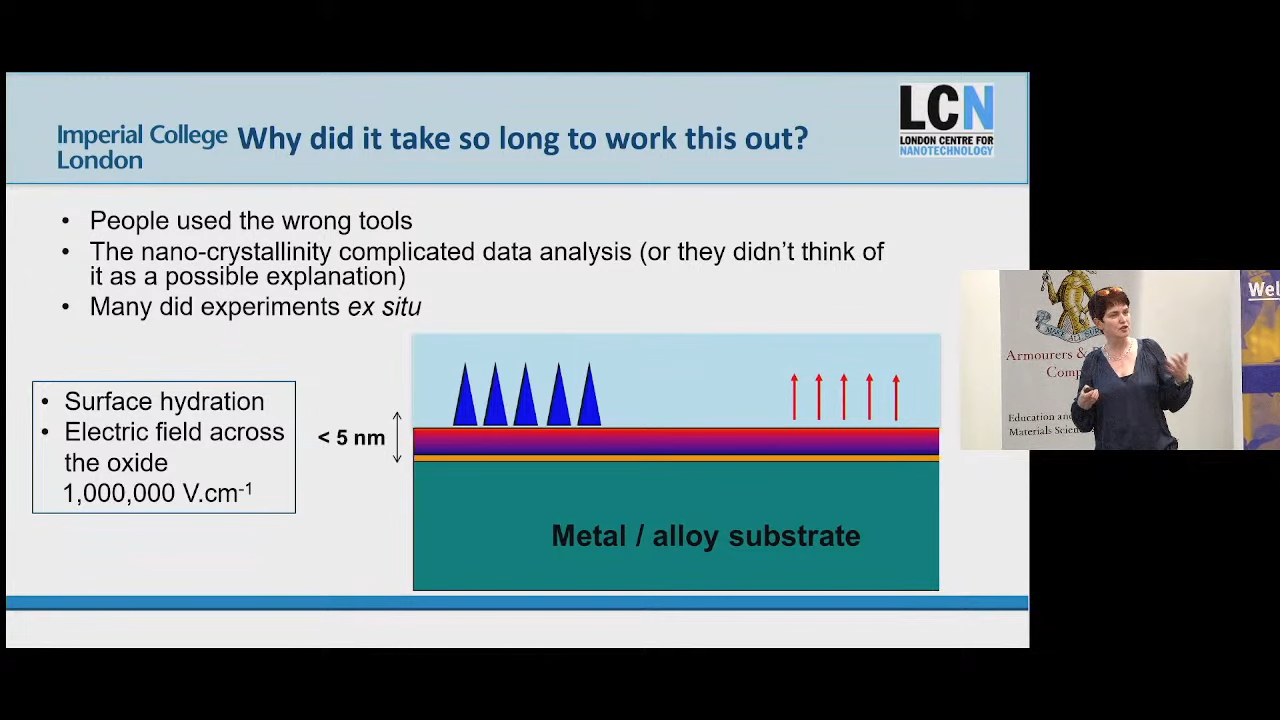 Imperial College
London
Why did it take so long to work this out?
LCN
LONDON CENTRE FOR
NANOTECHNOLOGY
• People used the wrong tools
• The nano-crystallinity complicated data analysis (or they didn't think of
it as a possible explanation)
• Many did experiments ex situ
• Surface hydration
• Electric field across
the oxide
1,000,000 V.cm-1
< 5 nm
Metal / alloy substrate
Armourers &
Comp
Education an
Materials Scien
Wel